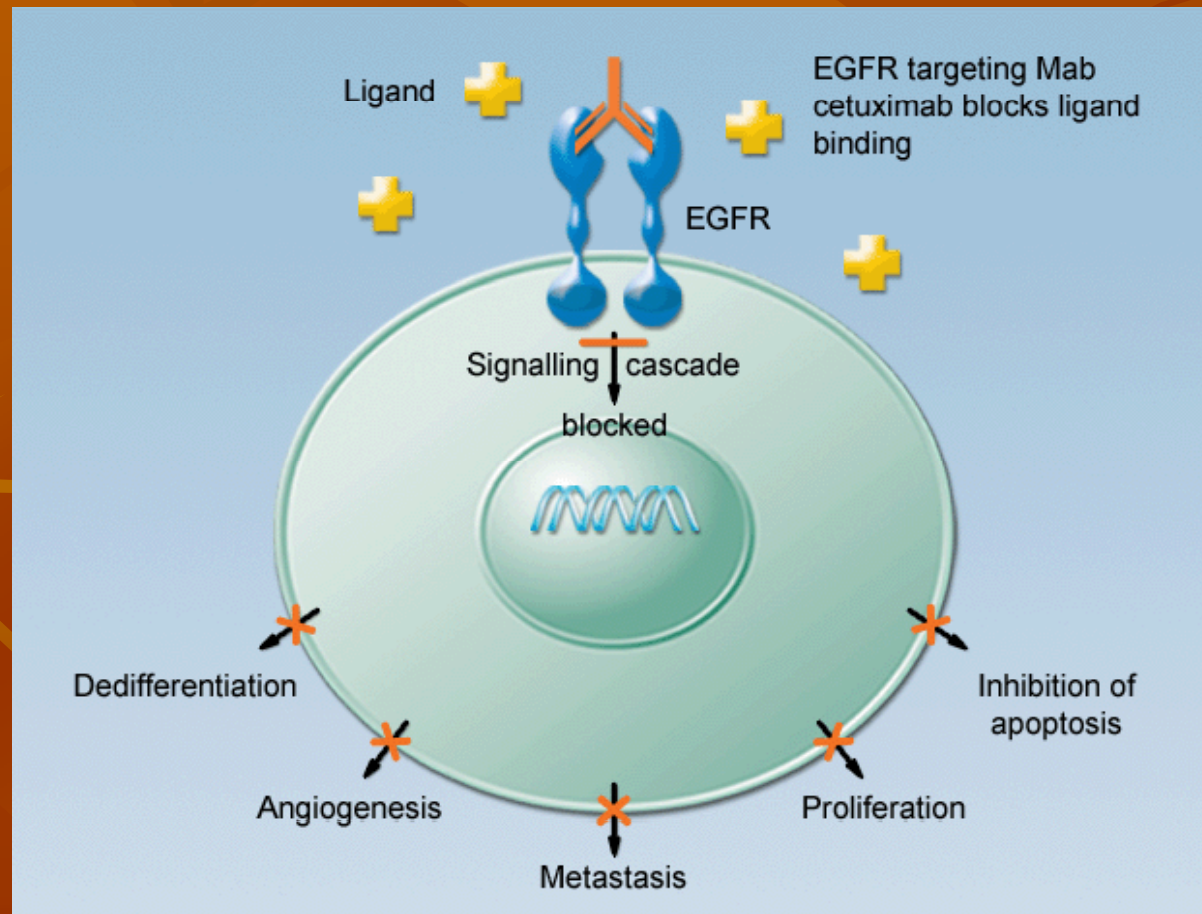 Ligand
EGFR targeting Mab
cetuximab blocks ligand
binding
EGFR
Signalling cascade
blocked
Dedifferentiation
Inhibition of
apoptosis
Angiogenesis
Proliferation
Metastasis